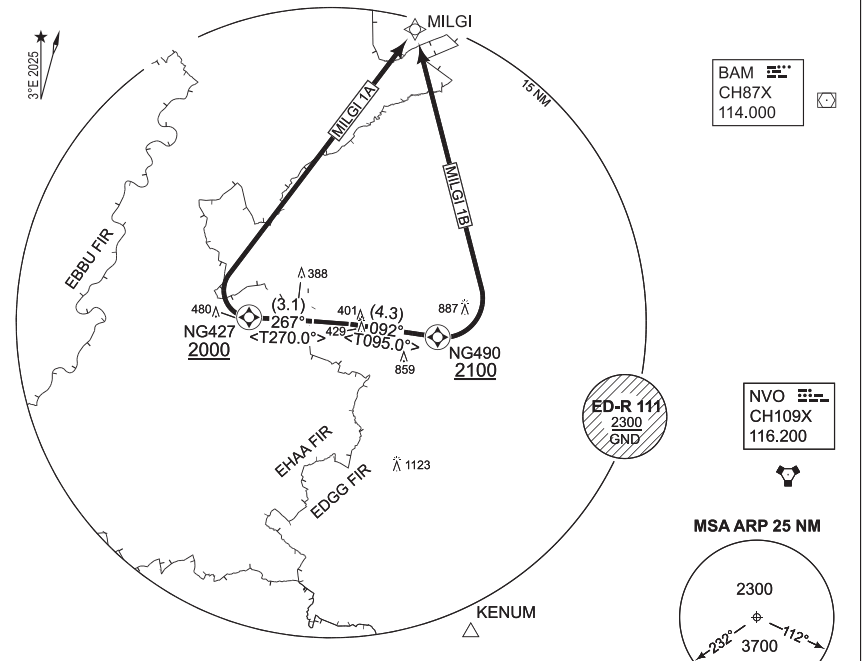 MILGI
3°E 2025
15 NM
BAM
CH87X
114.000
MILGI 1A
MILGI 1B
EBBU FIR
388
480
(3.1)
267°
<T270.0°>
401
429
(4.3)
092°
<T095.0°>
887
859
NG427
2000
NG490
2100
ED-R 111
2300
GND
NVO
CH109X
116.200
EHAA FIR
EDGG FIR
1123
MSA ARP 25 NM
2300
232°
112°
3700
KENUM